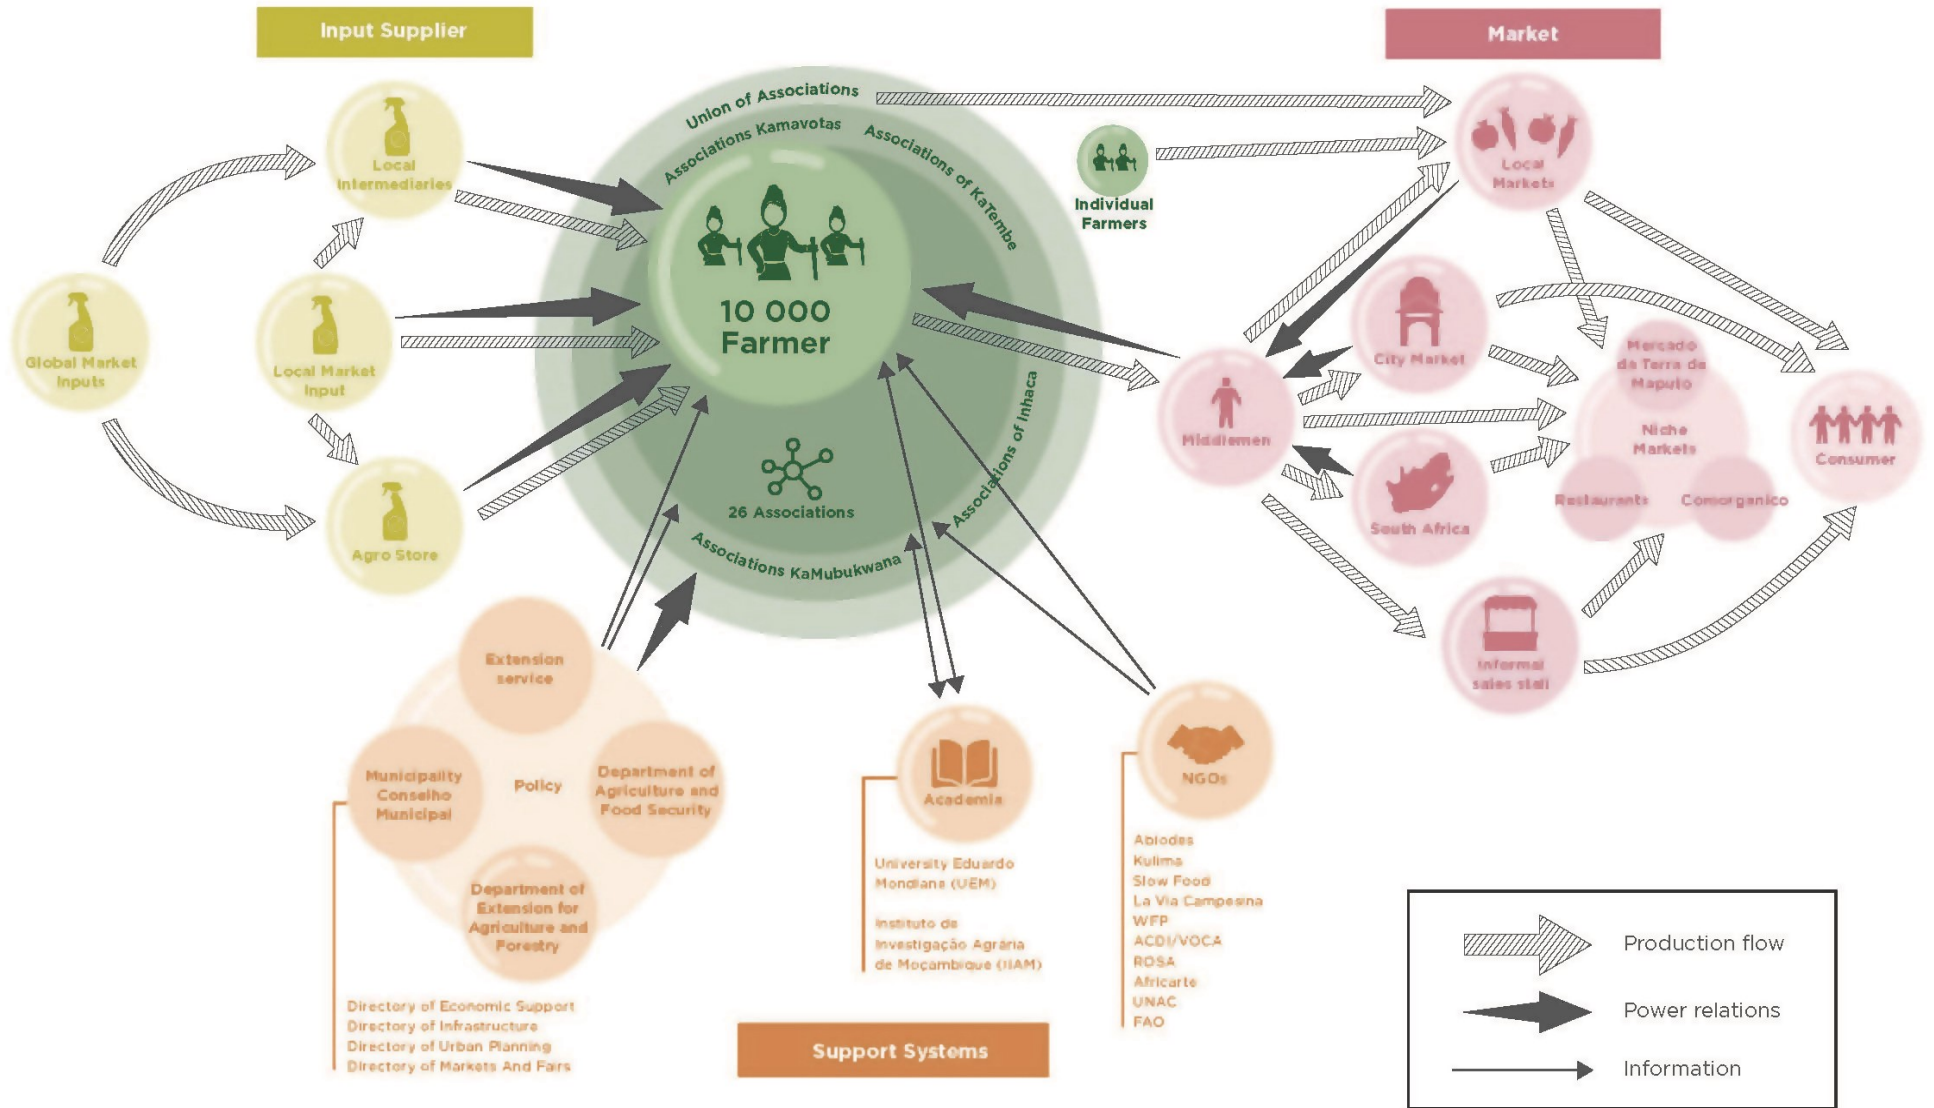 Input Supplier
Market
Local
Intermediaries
Global Market
Inputs
Local Market
Input
Agro Store
Union of Associations
Associations Kamavotas
Associations of KaTembe
Associations of Inhaca
Associations KaMubukwana
10 000
Farmer
26 Associations
Individual
Farmers
Local
Markets
City Market
Middlemen
South Africa
Mercado
da Terra de
Maputo
Niche
Markets
Restaurants
Comorganico
Consumer
Informal
sales stall
Extension
service
Municipality
Conselho
Municipal
Policy
Department of
Agriculture and
Food Security
Department of
Extension for
Agriculture and
Forestry
Directory of Economic Support
Directory of Infrastructure
Directory of Urban Planning
Directory of Markets And Fairs
Academia
University Eduardo
Mondlane (UEM)
Instituto de
Investigação Agrária
de Moçambique (IIAM)
NGOs
Abiodes
Kulima
Slow Food
La Via Campesina
WFP
ACDI/VOCA
ROSA
Africarte
UNAC
FAO
Support Systems
Production flow
Power relations
Information